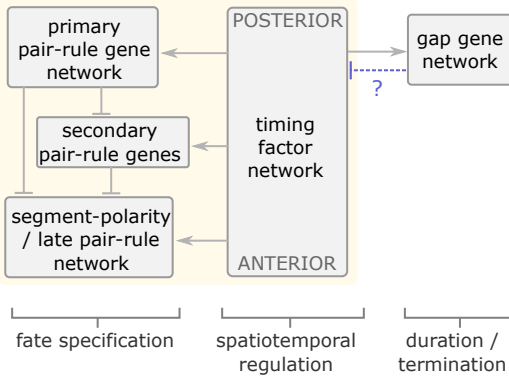 primary
pair-rule gene
network
secondary
pair-rule genes
segment-polarity
/ late pair-rule
network
POSTERIOR
timing
factor
network
ANTERIOR
gap gene
network
?
fate specification
spatiotemporal
regulation
duration /
termination